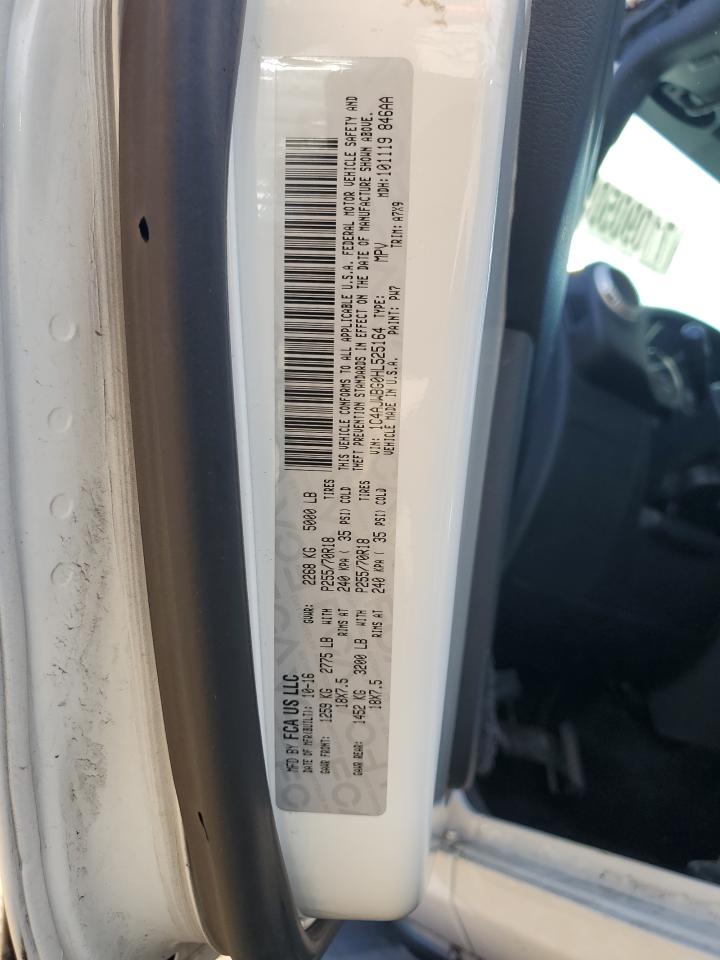 MFD BY FCA US LLC
DATE OF MFR(BUILT): 10-16 GVWR: 2268 KG 5000 LB
GAWR FRONT: 1259 KG 2775 LB WITH P255/70R18 TIRES
18X7.5 RIMS AT 240 KPA ( 35 PSI) COLD
GAWR REAR: 1452 KG 3200 LB WITH P255/70R18 TIRES
18X7.5 RIMS AT 240 KPA ( 35 PSI) COLD
THIS VEHICLE CONFORMS TO ALL APPLICABLE U.S.A. FEDERAL MOTOR VEHICLE SAFETY AND
THEFT PREVENTION STANDARDS IN EFFECT ON THE DATE OF MANUFACTURE SHOWN ABOVE.
VIN: 1C4AJWBG0HL525164 TYPE: MPV MDH: 101119 846AA
VEHICLE MADE IN U.S.A. PAINT: PW7 TRIM: A7X9